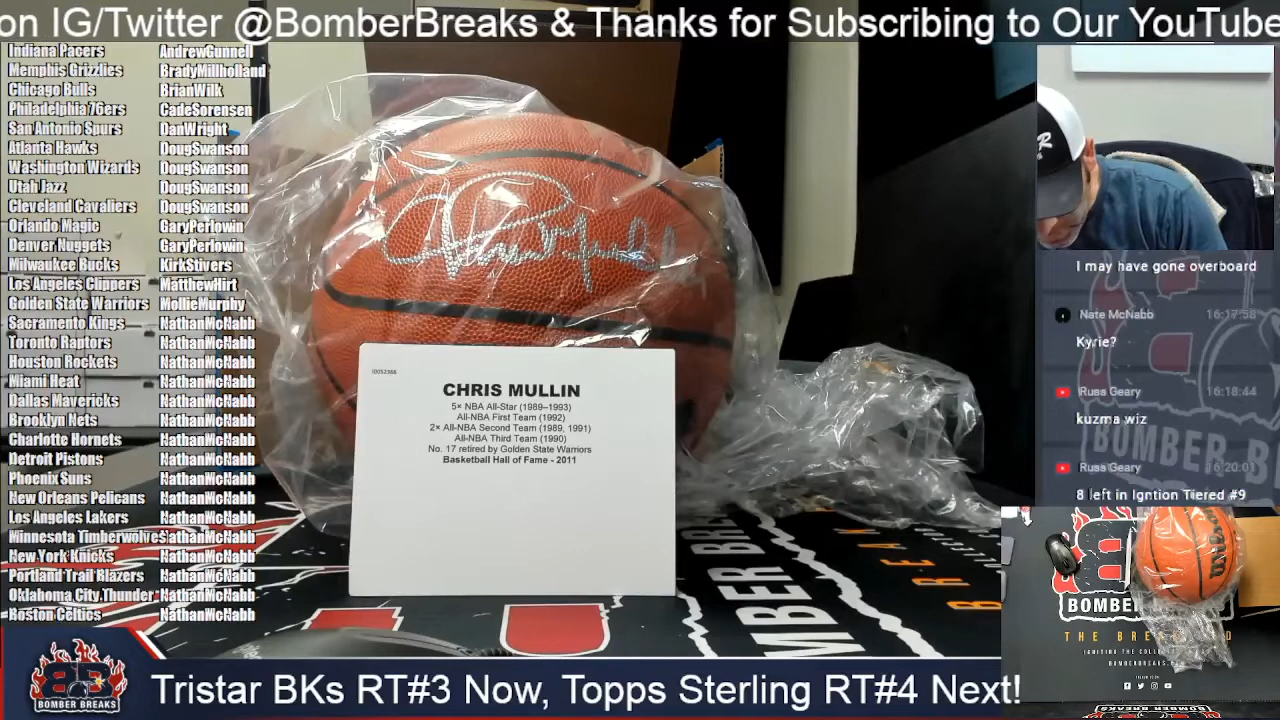 on IG/Twitter @BomberBreaks & Thanks for Subscribing to Our YouTube
Indiana Pacers AndrewGunnell
Memphis Grizzlies BradyMillholland
Chicago Bulls BrianWilk
Philadelphia 76ers CadeSorensen
San Antonio Spurs DanWright
Atlanta Hawks DougSwanson
Washington Wizards DougSwanson
Utah Jazz DougSwanson
Cleveland Cavaliers DougSwanson
Orlando Magic GaryPerlowin
Denver Nuggets GaryPerlowin
Milwaukee Bucks KirkStivers
Los Angeles Clippers MatthewHirt
Golden State Warriors MollieMurphy
Sacramento Kings NathanMcNabb
Toronto Raptors NathanMcNabb
Houston Rockets NathanMcNabb
Miami Heat NathanMcNabb
Dallas Mavericks NathanMcNabb
Brooklyn Nets NathanMcNabb
Charlotte Hornets NathanMcNabb
Detroit Pistons NathanMcNabb
Phoenix Suns NathanMcNabb
New Orleans Pelicans NathanMcNabb
Los Angeles Lakers NathanMcNabb
Minnesota Timberwolves NathanMcNabb
New York Knicks NathanMcNabb
Portland Trail Blazers NathanMcNabb
Oklahoma City Thunder NathanMcNabb
Boston Celtics NathanMcNabb
CHRIS MULLIN
5× NBA All-Star (1989–1993)
All-NBA First Team (1992)
2× All-NBA Second Team (1989, 1991)
All-NBA Third Team (1990)
No. 17 retired by Golden State Warriors
Basketball Hall of Fame - 2011
I may have gone overboard
Nate McNabb 16:17:58
Kyrie?
Russ Geary 16:18:44
kuzma wiz
Russ Geary 16:20:01
8 left in Igntion Tiered #9
BOMBER B
MBER BR
BREA
BOMBER
THE BRE
BOMBERBREAKS
BOMBER BREAKS
Tristar BKs RT#3 Now, Topps Sterling RT#4 Next!